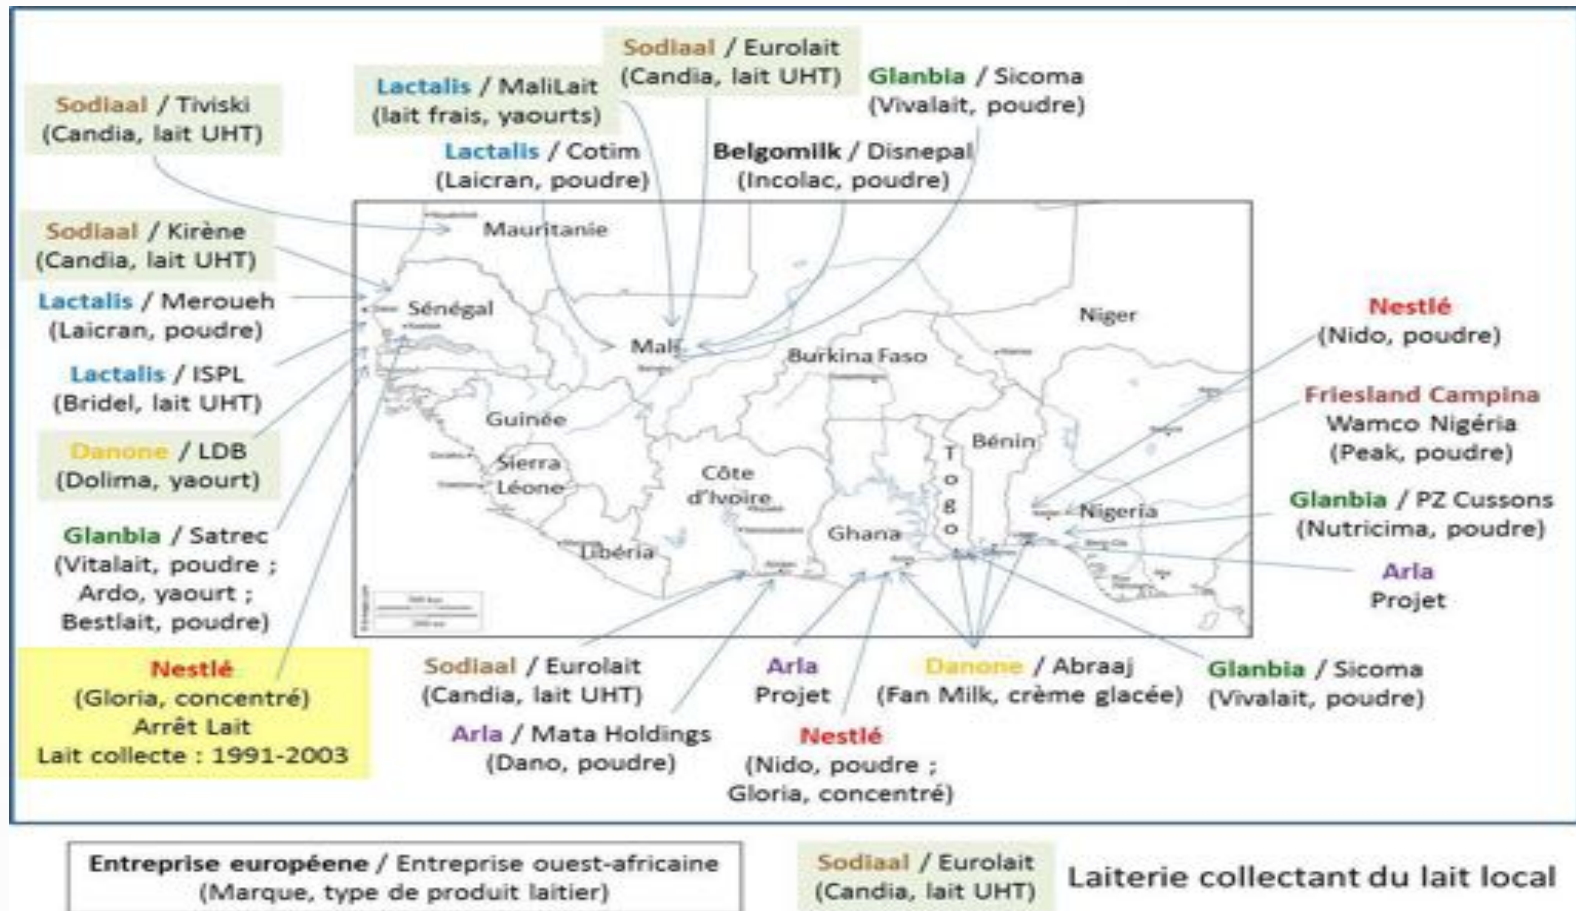 Sodiaal / Eurolait
(Candia, lait UHT)
Glanbia / Sicoma
(Vivalait, poudre)
Lactalis / MaliLait
(lait frais, yaourts)
Sodiaal / Tiviski
(Candia, lait UHT)
Lactalis / Cotim
(Laicran, poudre)
Belgomilk / Disnepal
(Incolac, poudre)
Sodiaal / Kirène
(Candia, lait UHT)
Lactalis / Meroueh
(Laicran, poudre)
Lactalis / ISPL
(Bridel, lait UHT)
Danone / LDB
(Dolima, yaourt)
Glanbia / Satrec
(Vitalait, poudre ;
Ardo, yaourt ;
Bestlait, poudre)
Nestlé
(Gloria, concentré)
Arrêt Lait
Lait collecte : 1991-2003
Mauritanie
Sénégal
Mali
Niger
Burkina Faso
Guinée
Sierra
Léone
Libéria
Côte
d'Ivoire
Ghana
Togo
Bénin
Nigeria
Nestlé
(Nido, poudre)
Friesland Campina
Wamco Nigéria
(Peak, poudre)
Glanbia / PZ Cussons
(Nutricima, poudre)
Arla
Projet
Sodiaal / Eurolait
(Candia, lait UHT)
Arla / Mata Holdings
(Dano, poudre)
Arla
Projet
Nestlé
(Nido, poudre ;
Gloria, concentré)
Danone / Abraaj
(Fan Milk, crème glacée)
Glanbia / Sicoma
(Vivalait, poudre)
Entreprise européene / Entreprise ouest-africaine
(Marque, type de produit laitier)
Sodiaal / Eurolait
(Candia, lait UHT)
Laiterie collectant du lait local